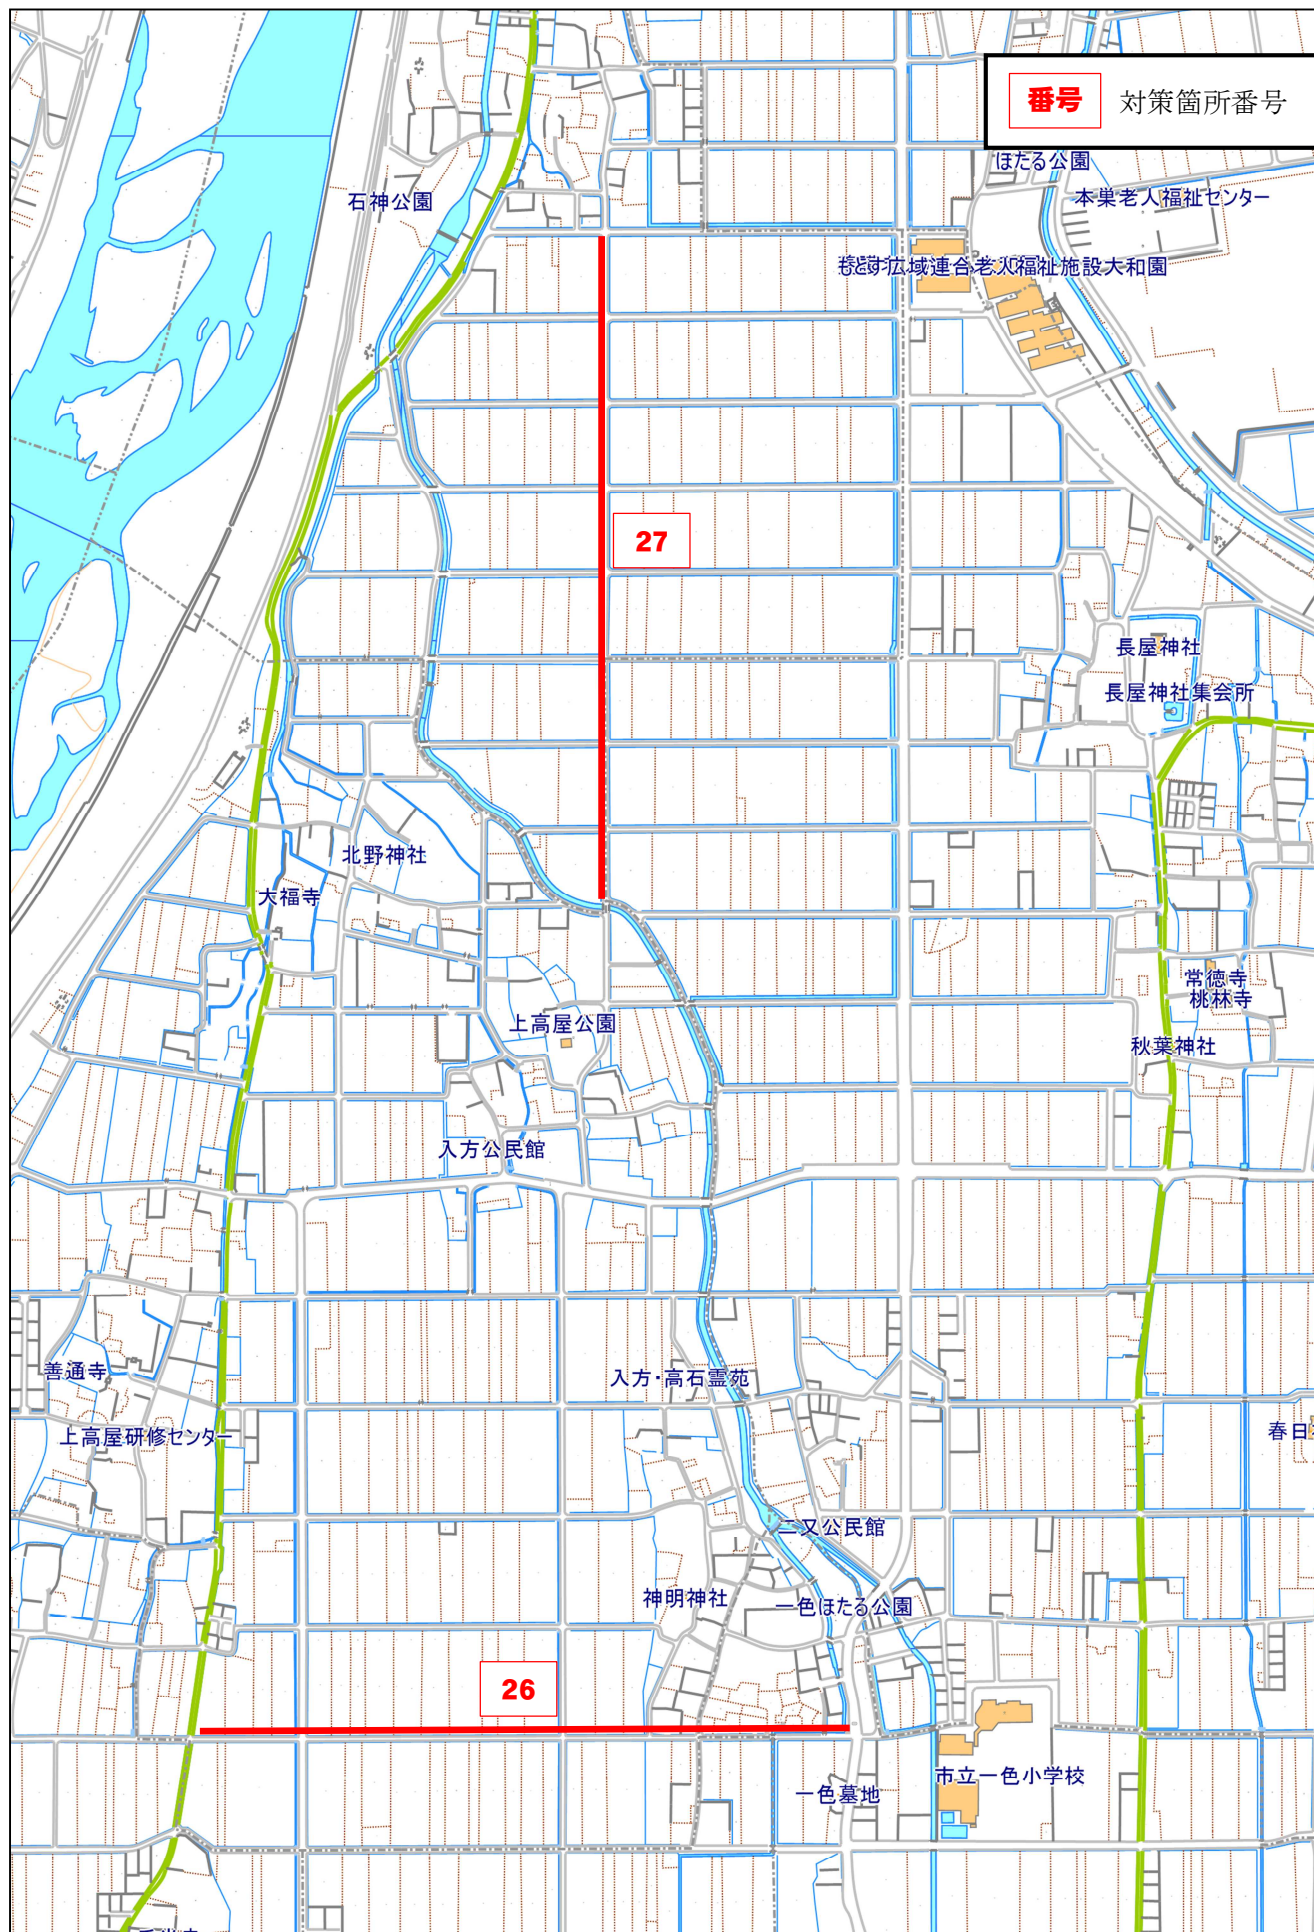 番号 対策箇所番号
ほたる公園
本巣老人福祉センター
石神公園
広域連合老人福祉施設大和園
27
長屋神社
長屋神社集会所
北野神社
大福寺
常徳寺
桃林寺
上高屋公園
秋葉神社
入方公民館
善通寺
入方・高石霊苑
上高屋研修センター
春日
二又公民館
神明神社
一色ほたる公園
26
市立一色小学校
一色墓地